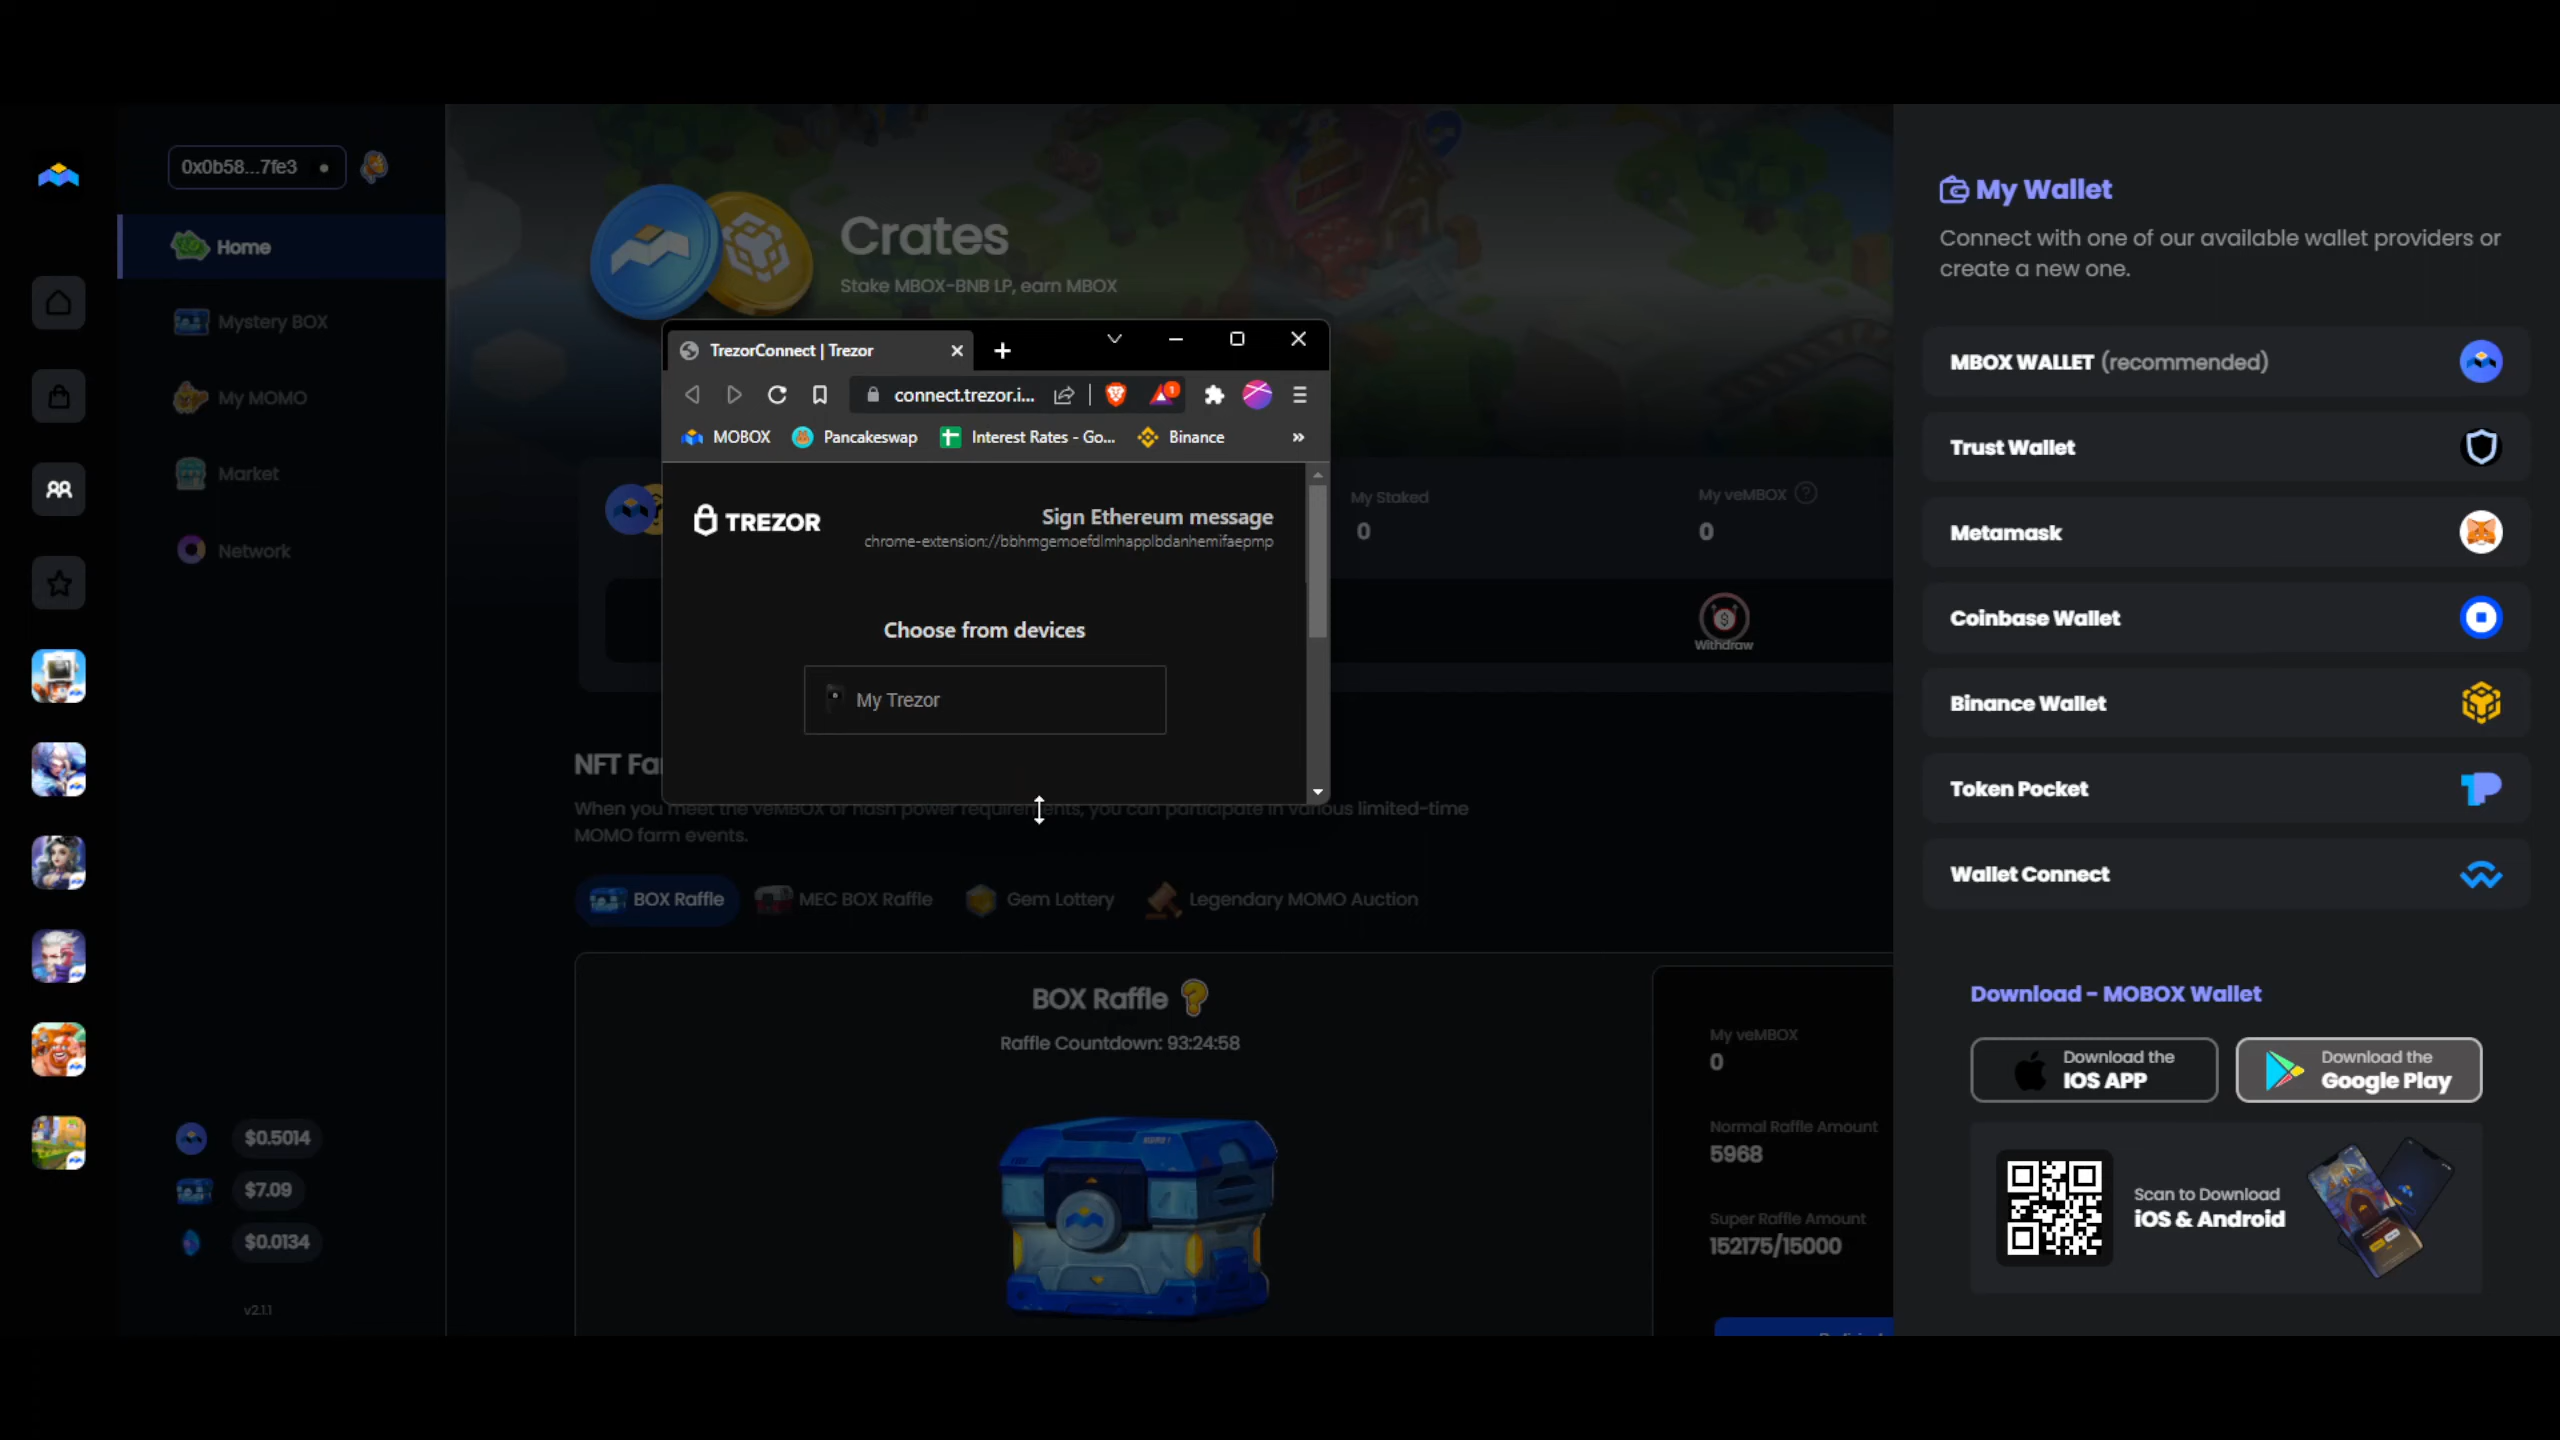 0x0b58...7fe3
Home
Mystery BOX
My MOMO
Market
Network
$0.5014
$7.09
$0.0134
v2.1.1
Crates
Stake MBOX-BNB LP, earn MBOX
TrezorConnect | Trezor
connect.trezor.i...
MOBOX
Pancakeswap
Interest Rates - Go...
Binance
TREZOR
Sign Ethereum message
chrome-extension://bbhmgemoefdlmhapplbdanhemifaepmp
Choose from devices
My Trezor
My Staked
0
My veMBOX
0
Withdraw
NFT Fa
When you meet the veMBOX or hash power requirements, you can participate in various limited-time
MOMO farm events.
BOX Raffle
MEC BOX Raffle
Gem Lottery
Legendary MOMO Auction
BOX Raffle
Raffle Countdown: 93:24:58
My veMBOX
0
Normal Raffle Amount
5968
Super Raffle Amount
152175/15000
My Wallet
Connect with one of our available wallet providers or
create a new one.
MBOX WALLET (recommended)
Trust Wallet
Metamask
Coinbase Wallet
Binance Wallet
Token Pocket
Wallet Connect
Download - MOBOX Wallet
Download the
IOS APP
Download the
Google Play
Scan to Download
iOS & Android